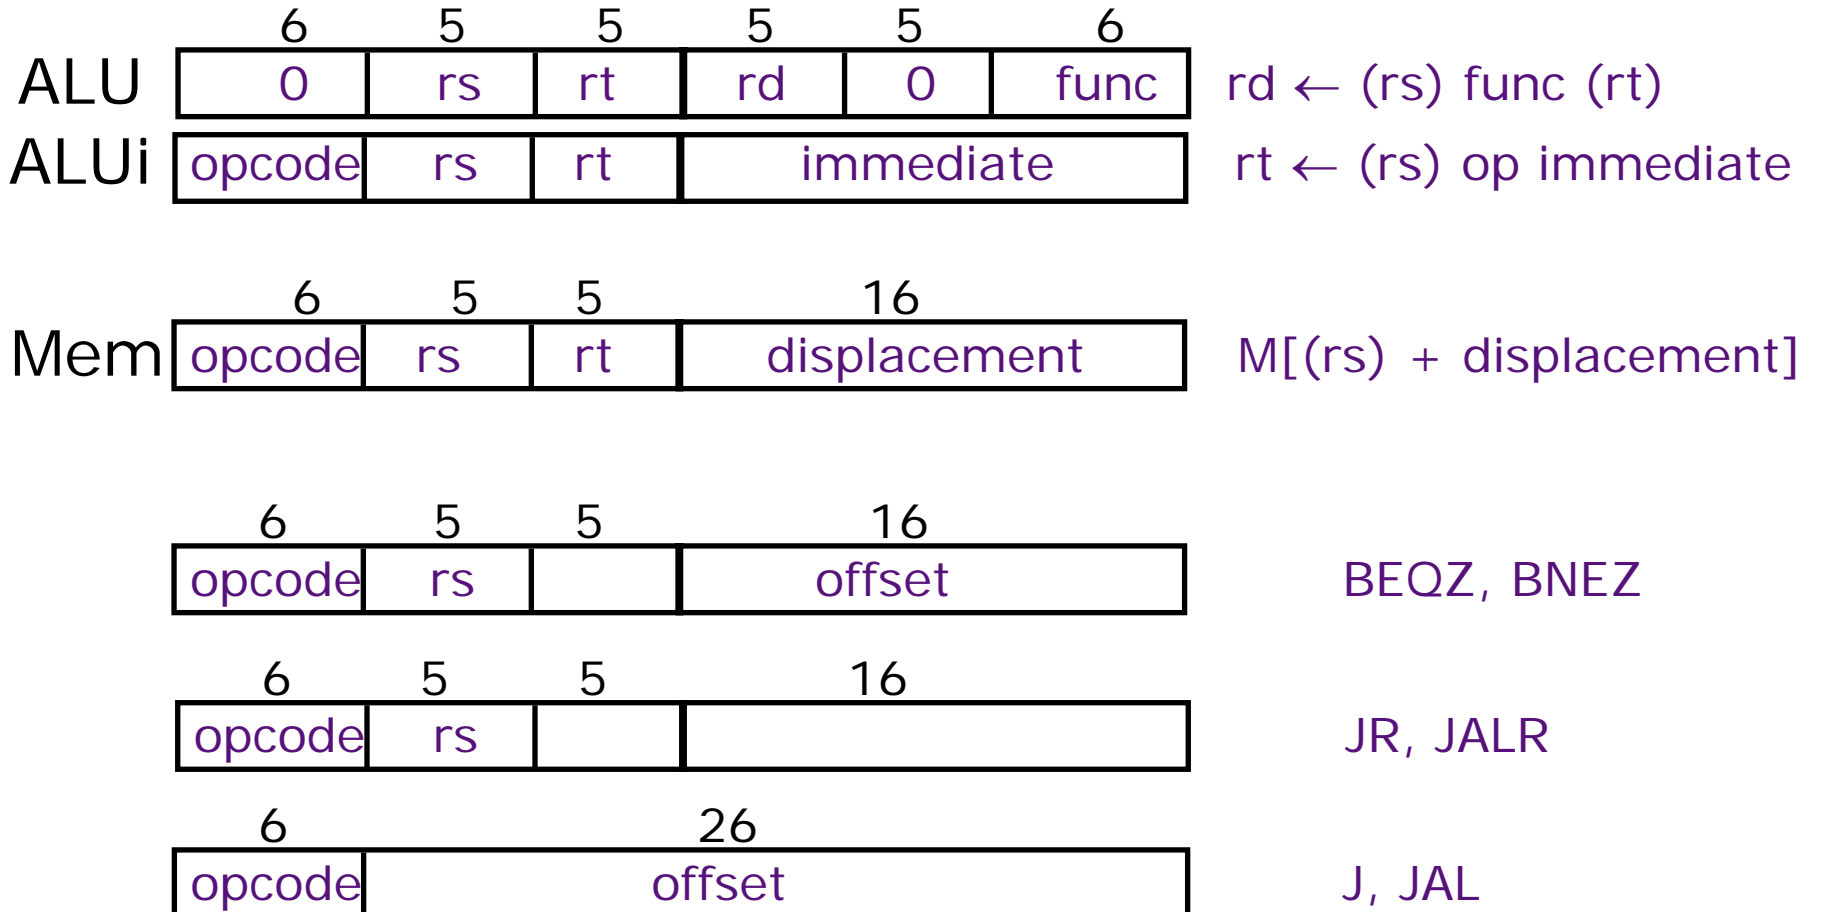 6 5 5 5 5 6
ALU 0 rs rt rd 0 func rd ← (rs) func (rt)
ALUi opcode rs rt immediate rt ← (rs) op immediate
6 5 5 16
Mem opcode rs rt displacement M[(rs) + displacement]
6 5 5 16
opcode rs offset BEQZ, BNEZ
6 5 5 16
opcode rs JR, JALR
6 26
opcode offset J, JAL